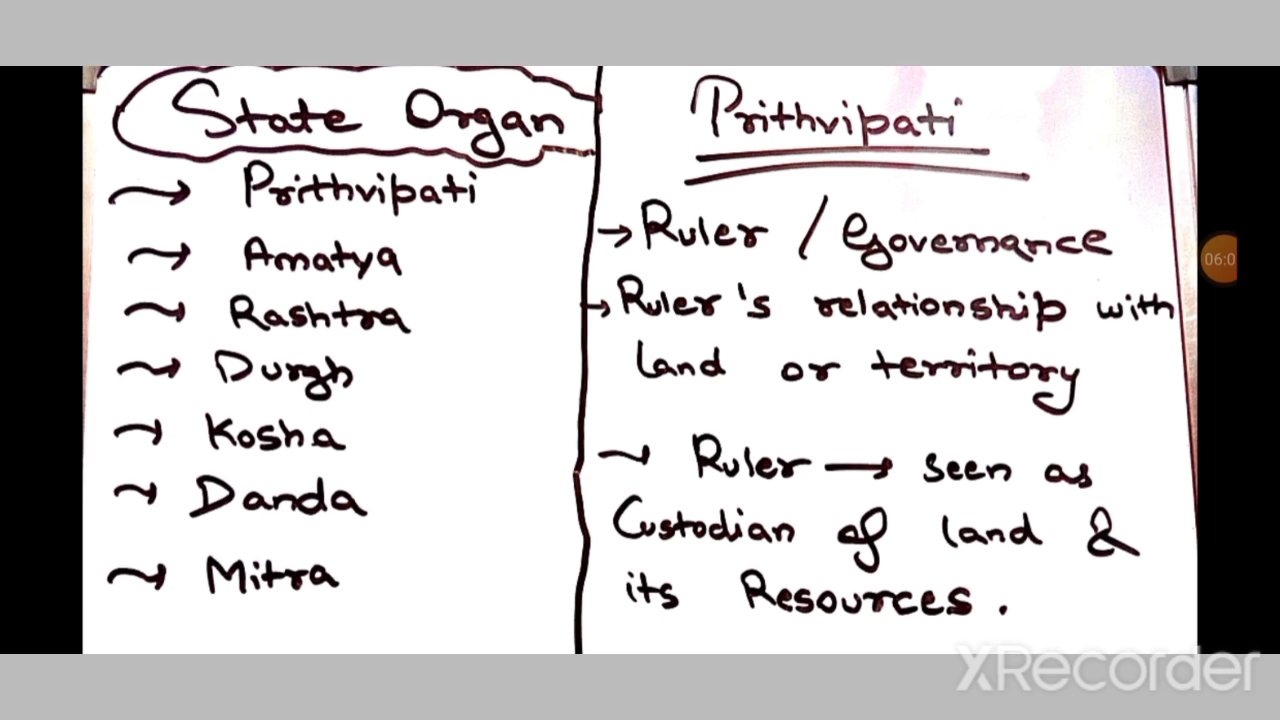 State Organ
Prithvipati
Amatya
Rashtra
Durgh
Kosha
Danda
Mitra
Prithvipati
Ruler / Governance
Ruler's relationship with
land or territory
Ruler → seen as
Custodian of land &
its Resources.
06:0
XRecorder